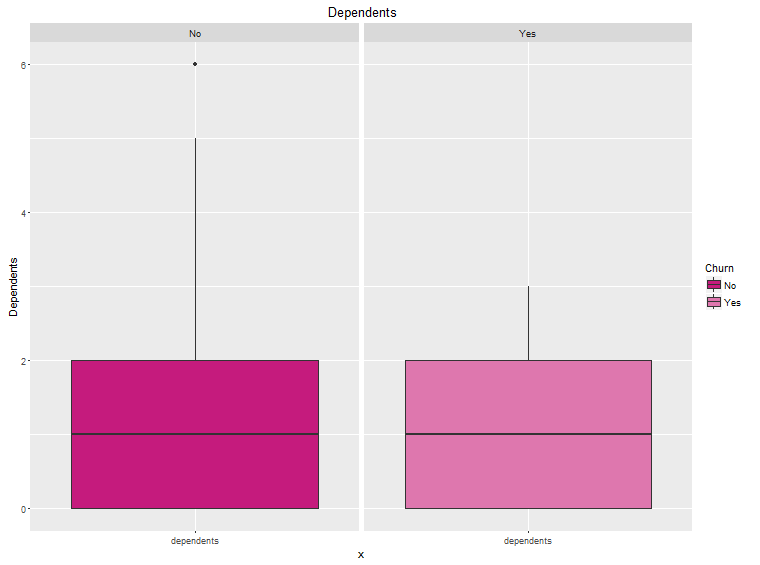 Dependents
No
Yes
6
4
2
0
Dependents
dependents
dependents
x
Churn
No
Yes